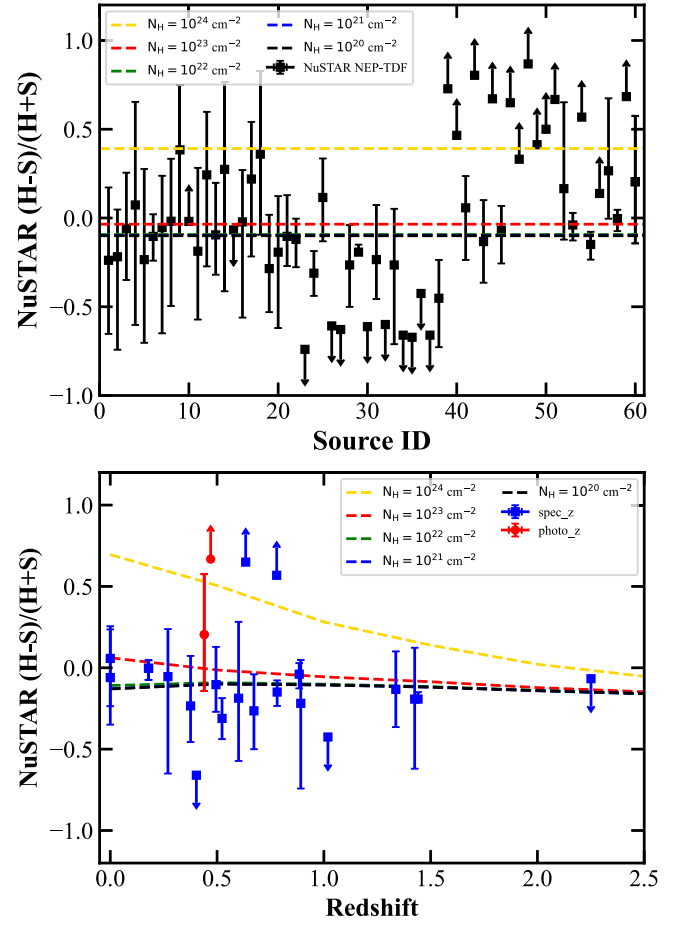 N_H = 10^24 cm^−2
N_H = 10^23 cm^−2
N_H = 10^22 cm^−2
N_H = 10^21 cm^−2
N_H = 10^20 cm^−2
NuSTAR NEP-TDF
1.0
0.5
0.0
−0.5
−1.0
NuSTAR (H-S)/(H+S)
0 10 20 30 40 50 60
Source ID
N_H = 10^24 cm^−2
N_H = 10^23 cm^−2
N_H = 10^22 cm^−2
N_H = 10^21 cm^−2
N_H = 10^20 cm^−2
spec_z
photo_z
1.0
0.5
0.0
−0.5
−1.0
NuSTAR (H-S)/(H+S)
0.0 0.5 1.0 1.5 2.0 2.5
Redshift